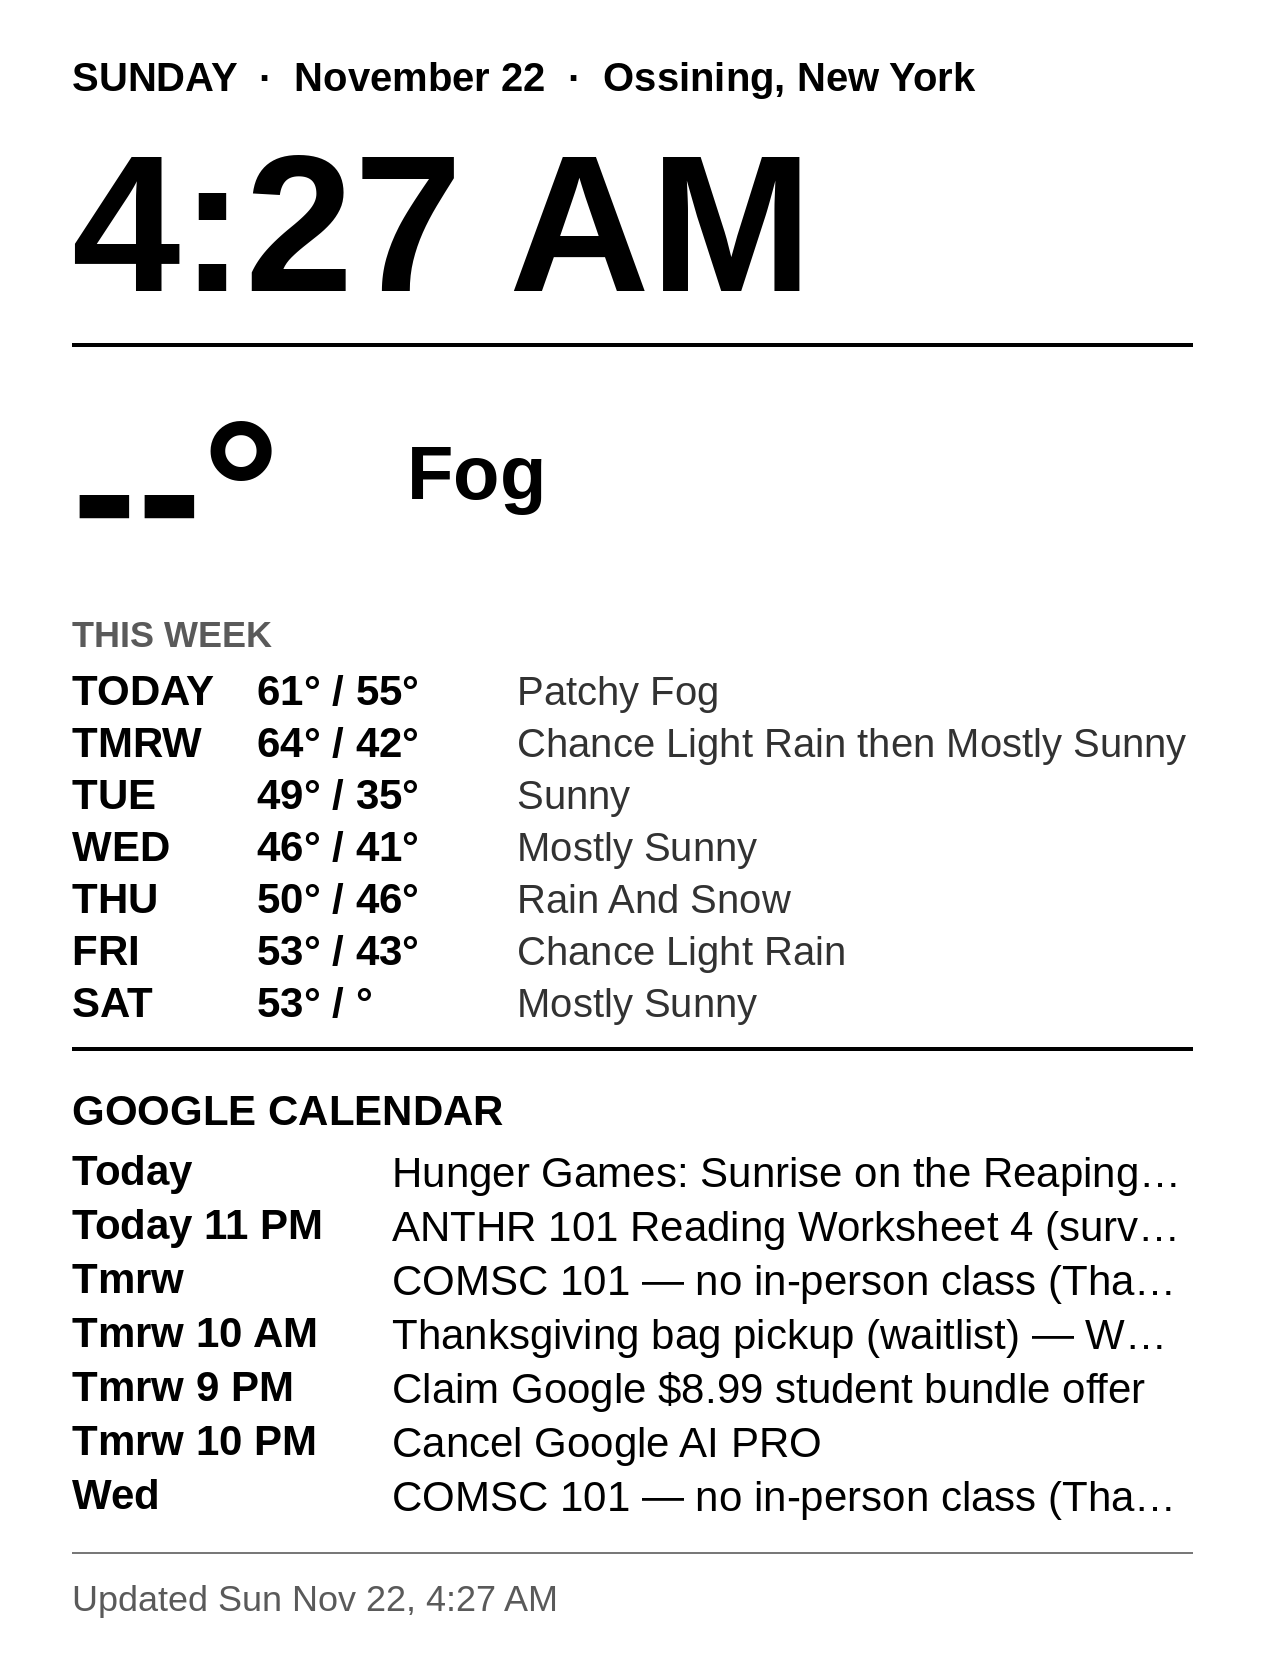 SUNDAY · November 22 · Ossining, New York
4:27 AM
--° Fog
THIS WEEK
TODAY 61° / 55° Patchy Fog
TMRW 64° / 42° Chance Light Rain then Mostly Sunny
TUE 49° / 35° Sunny
WED 46° / 41° Mostly Sunny
THU 50° / 46° Rain And Snow
FRI 53° / 43° Chance Light Rain
SAT 53° / ° Mostly Sunny
GOOGLE CALENDAR
Today Hunger Games: Sunrise on the Reaping…
Today 11 PM ANTHR 101 Reading Worksheet 4 (surv…
Tmrw COMSC 101 — no in-person class (Tha…
Tmrw 10 AM Thanksgiving bag pickup (waitlist) — W…
Tmrw 9 PM Claim Google $8.99 student bundle offer
Tmrw 10 PM Cancel Google AI PRO
Wed COMSC 101 — no in-person class (Tha…
Updated Sun Nov 22, 4:27 AM